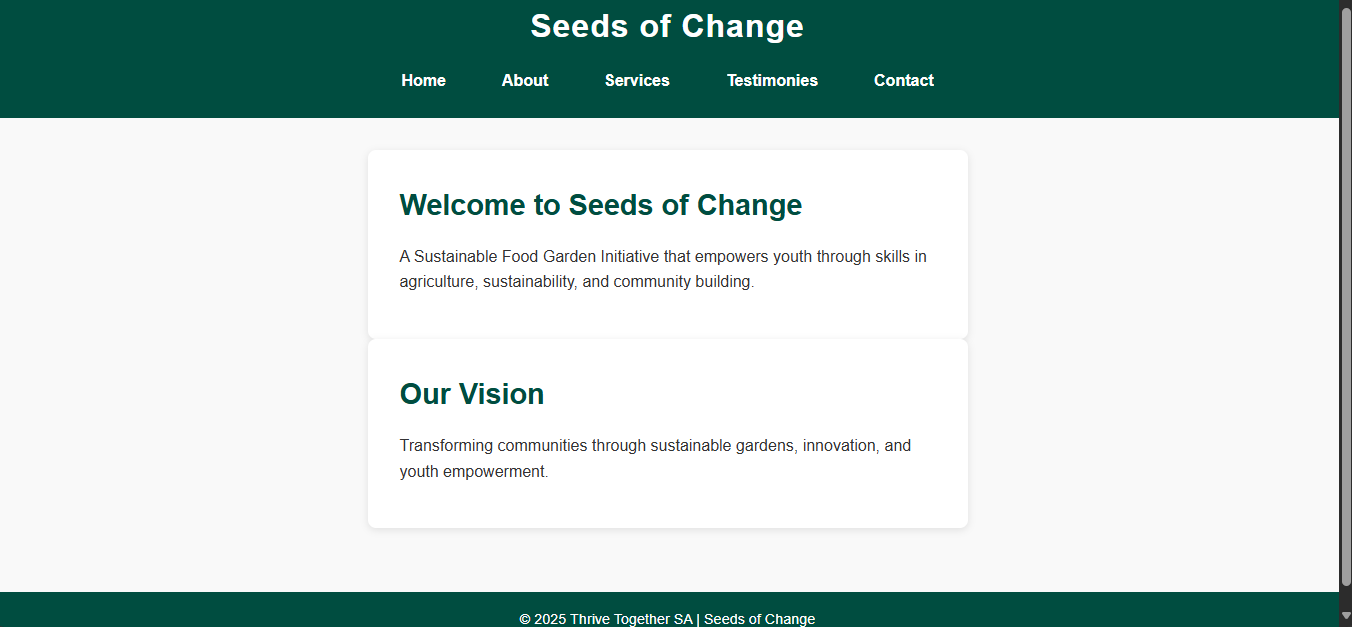 Seeds of Change
Home About Services Testimonies Contact
Welcome to Seeds of Change
A Sustainable Food Garden Initiative that empowers youth through skills in
agriculture, sustainability, and community building.
Our Vision
Transforming communities through sustainable gardens, innovation, and
youth empowerment.
© 2025 Thrive Together SA | Seeds of Change